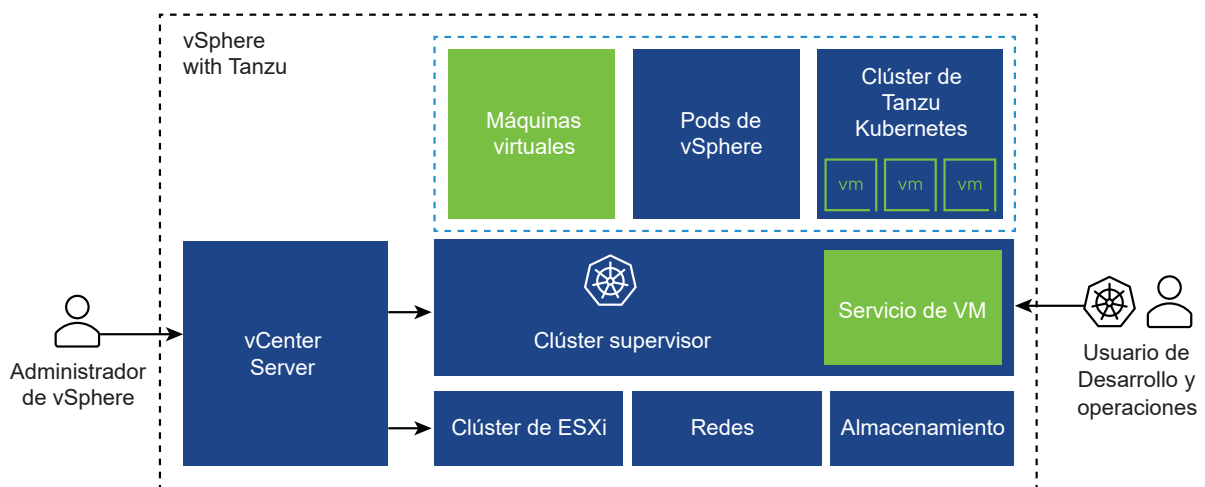 vSphere
with Tanzu
Máquinas
virtuales
Pods de
vSphere
Clúster de
Tanzu
Kubernetes
vm
vm
vm
Administrador
de vSphere
vCenter
Server
Clúster supervisor
Servicio de VM
Usuario de
Desarrollo y
operaciones
Clúster de ESXi
Redes
Almacenamiento